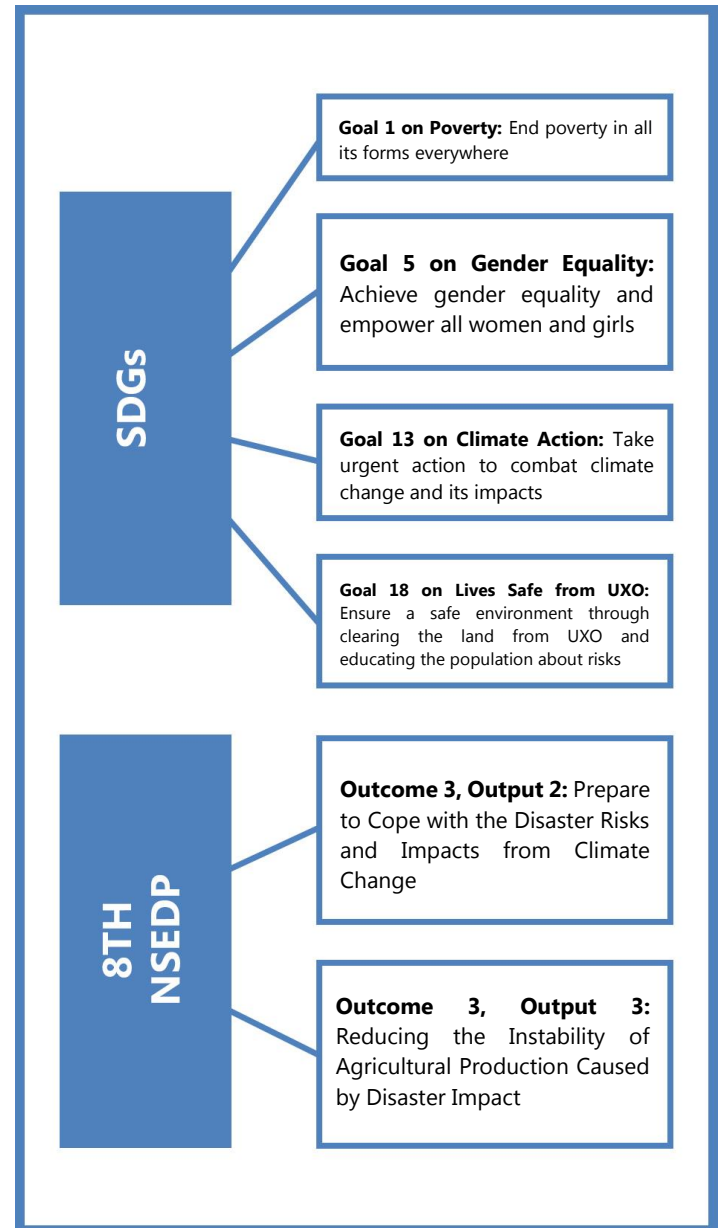 SDGs
Goal 1 on Poverty: End poverty in all
its forms everywhere
Goal 5 on Gender Equality:
Achieve gender equality and
empower all women and girls
Goal 13 on Climate Action: Take
urgent action to combat climate
change and its impacts
Goal 18 on Lives Safe from UXO:
Ensure a safe environment through
clearing the land from UXO and
educating the population about risks
8TH
NSEDP
Outcome 3, Output 2: Prepare
to Cope with the Disaster Risks
and Impacts from Climate
Change
Outcome 3, Output 3:
Reducing the Instability of
Agricultural Production Caused
by Disaster Impact